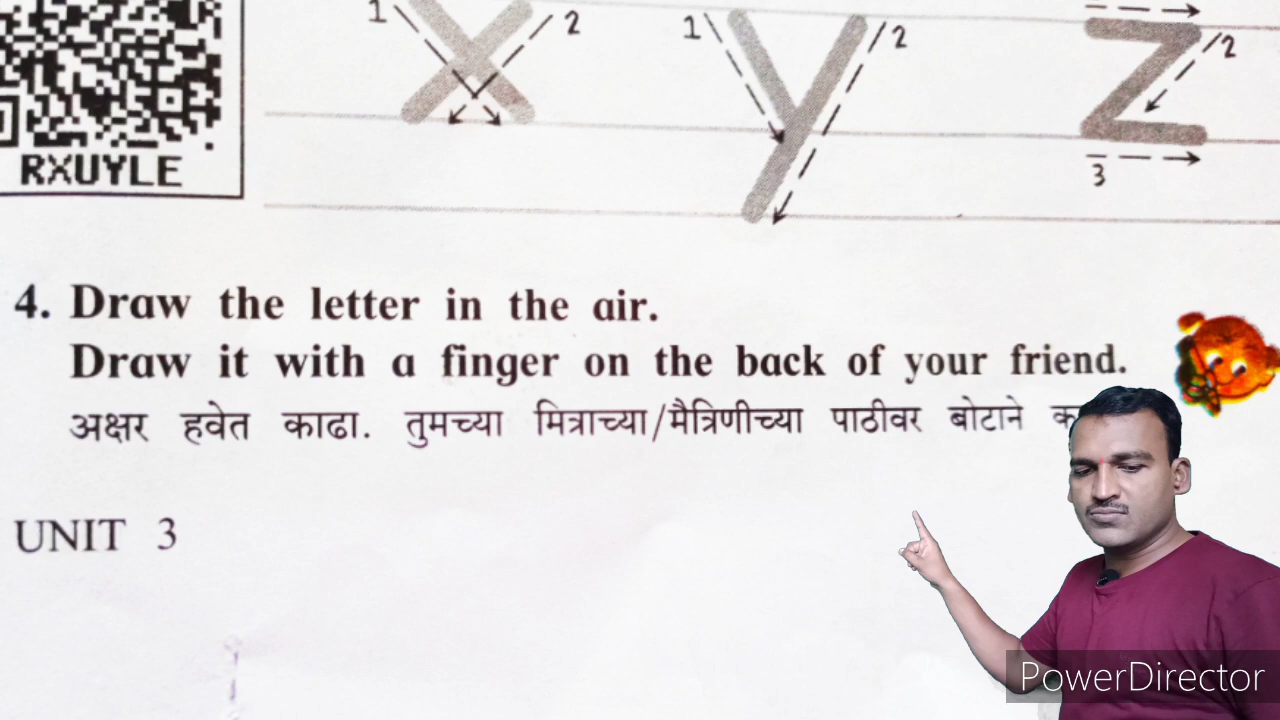 1 2 1 2 2
3
RXUYLE
4. Draw the letter in the air.
Draw it with a finger on the back of your friend.
अक्षर हवेत काढा. तुमच्या मित्राच्या/मैत्रिणीच्या पाठीवर बोटाने
UNIT 3
PowerDirector